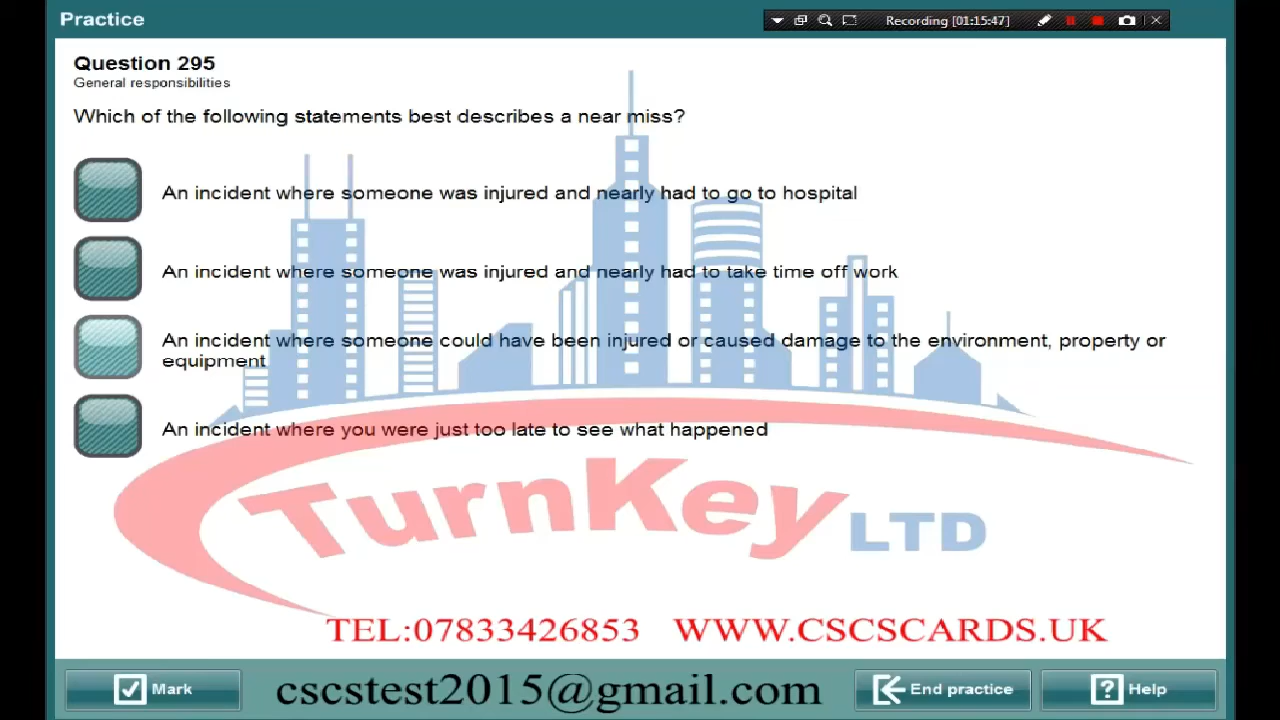 Practice
Recording [01:15:47]
Question 295
General responsibilities
Which of the following statements best describes a near miss?
An incident where someone was injured and nearly had to go to hospital
An incident where someone was injured and nearly had to take time off work
An incident where someone could have been injured or caused damage to the environment, property or
equipment
An incident where you were just too late to see what happened
TurnKey LTD
TEL:07833426853 WWW.CSCSCARDS.UK
Mark
cscstest2015@gmail.com
End practice
Help